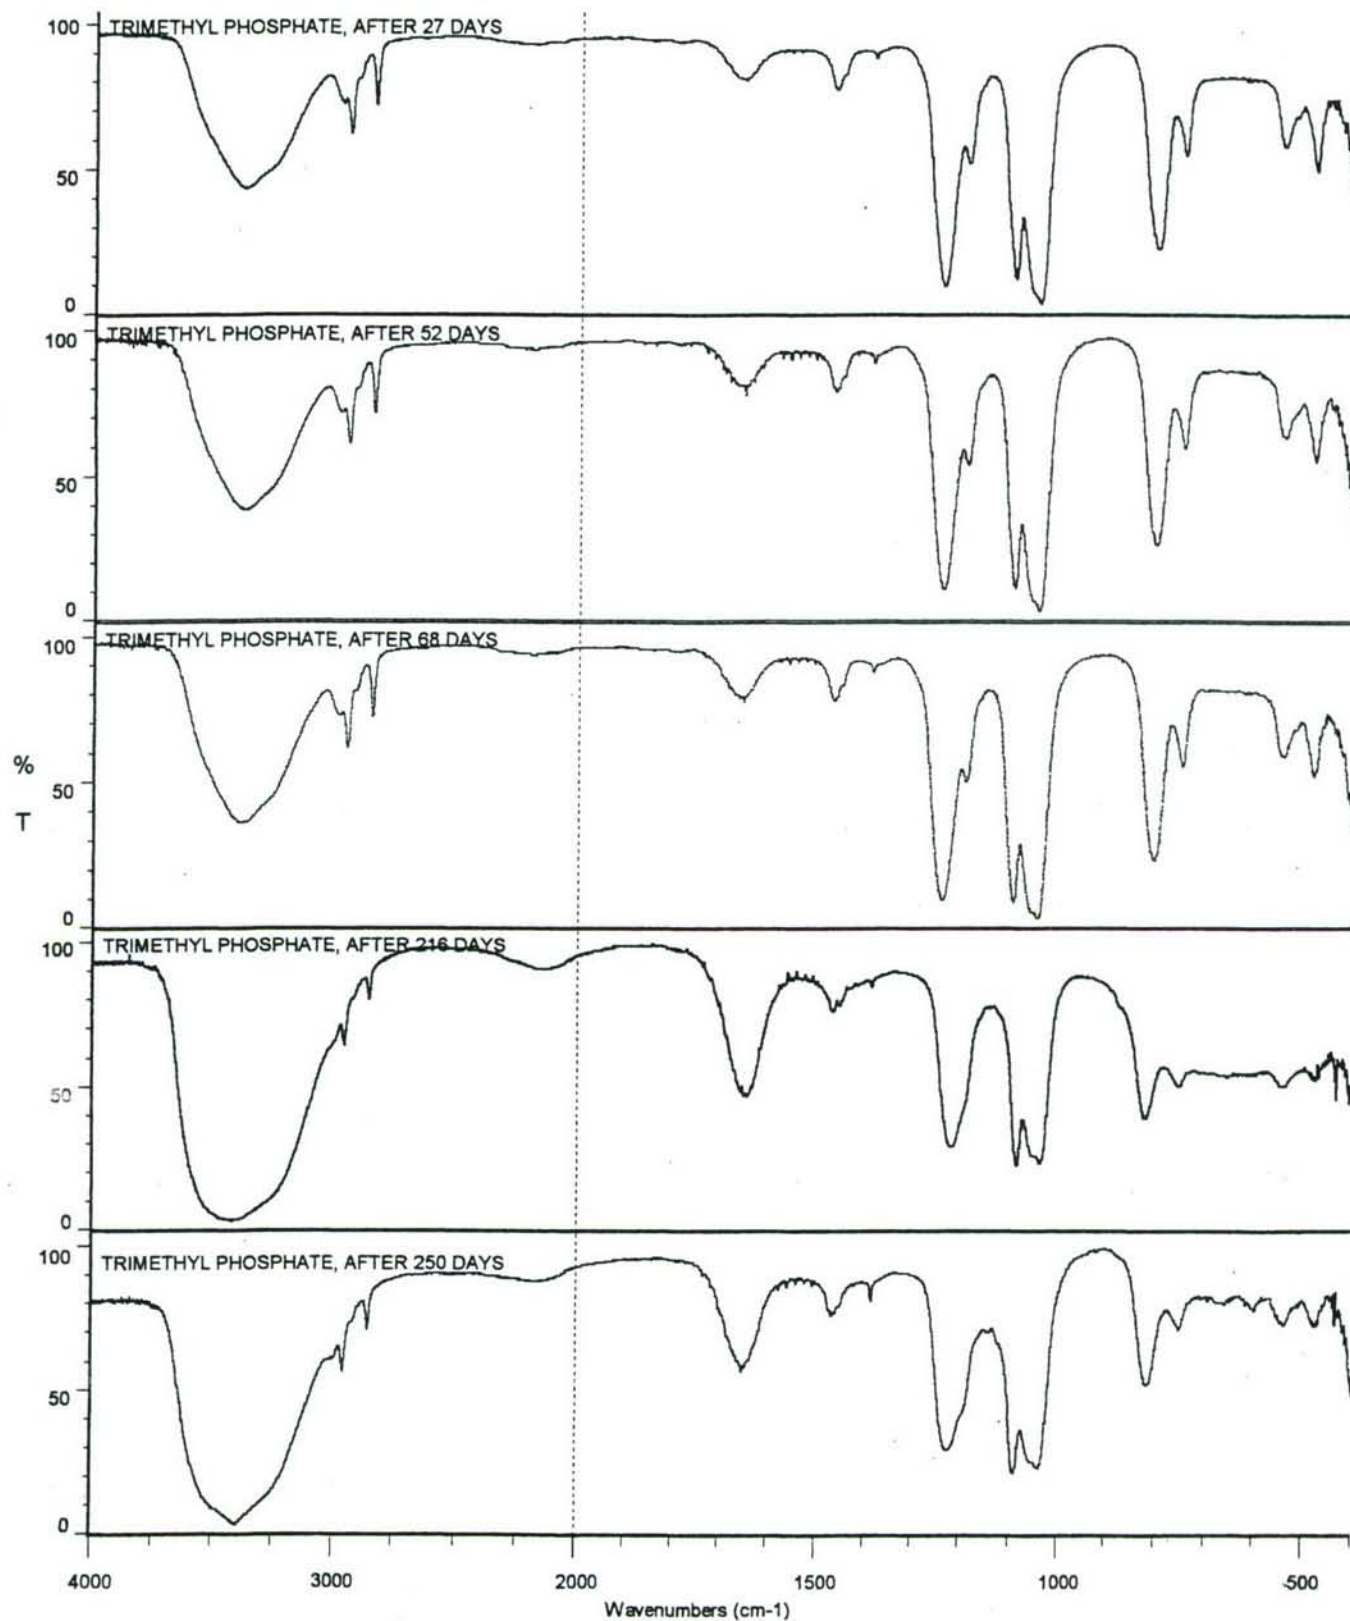 100
TRIMETHYL PHOSPHATE, AFTER 27 DAYS
50
0
100
TRIMETHYL PHOSPHATE, AFTER 52 DAYS
50
0
100
TRIMETHYL PHOSPHATE, AFTER 68 DAYS
%
50
T
0
100
TRIMETHYL PHOSPHATE, AFTER 216 DAYS
50
0
100
TRIMETHYL PHOSPHATE, AFTER 250 DAYS
50
0
4000 3000 2000 1500 1000 500
Wavenumbers (cm-1)